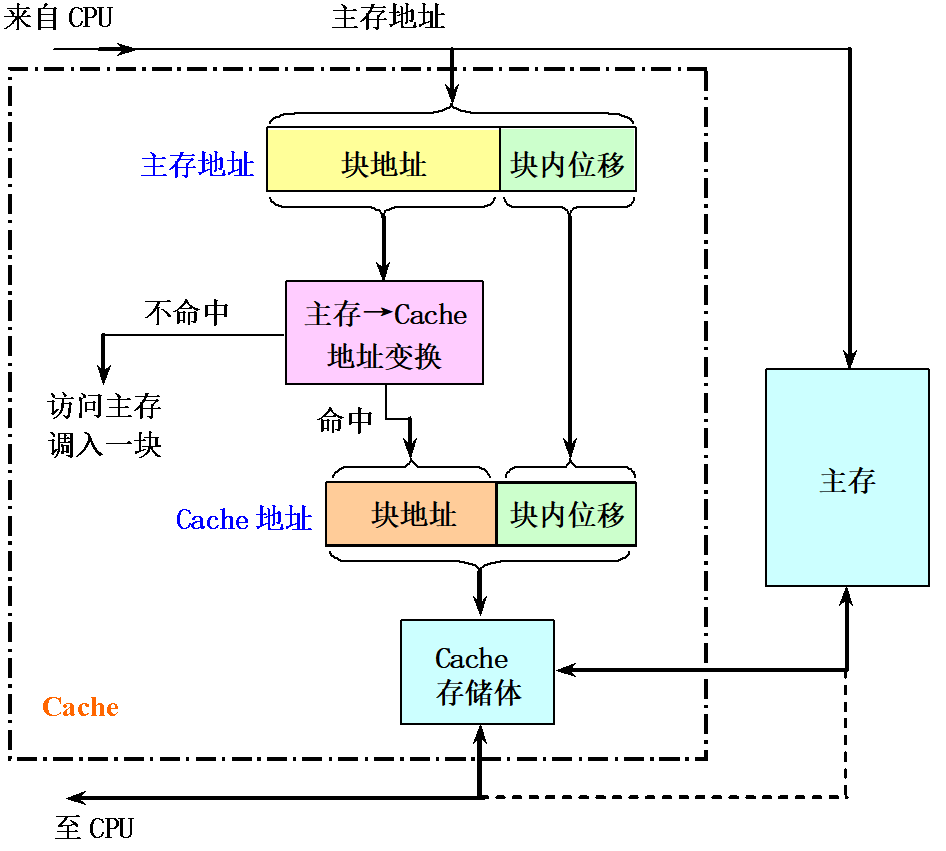 来自 CPU
主存地址
主存地址
块地址
块内位移
不命中
主存→Cache
地址变换
访问主存
调入一块
命中
主存
Cache 地址
块地址
块内位移
Cache
存储体
Cache
至 CPU